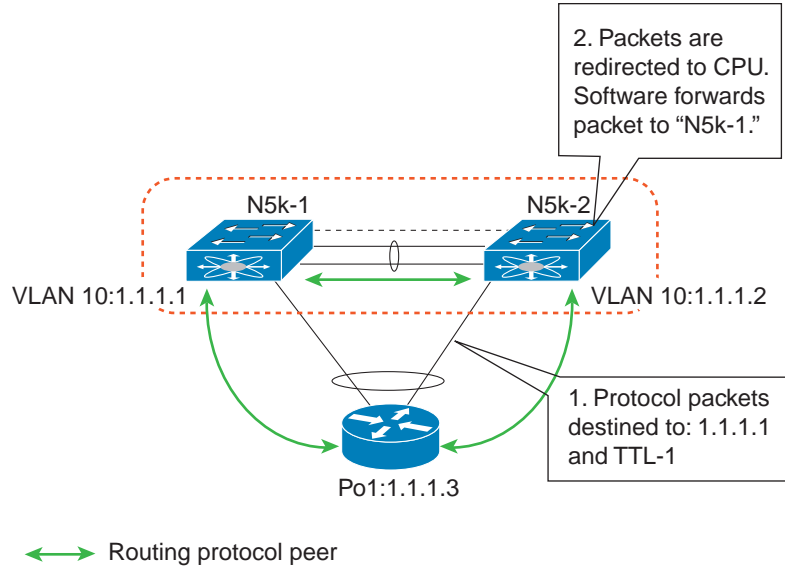 2. Packets are
redirected to CPU.
Software forwards
packet to “N5k-1.”
N5k-1
N5k-2
VLAN 10:1.1.1.1
VLAN 10:1.1.1.2
1. Protocol packets
destined to: 1.1.1.1
and TTL-1
Po1:1.1.1.3
Routing protocol peer